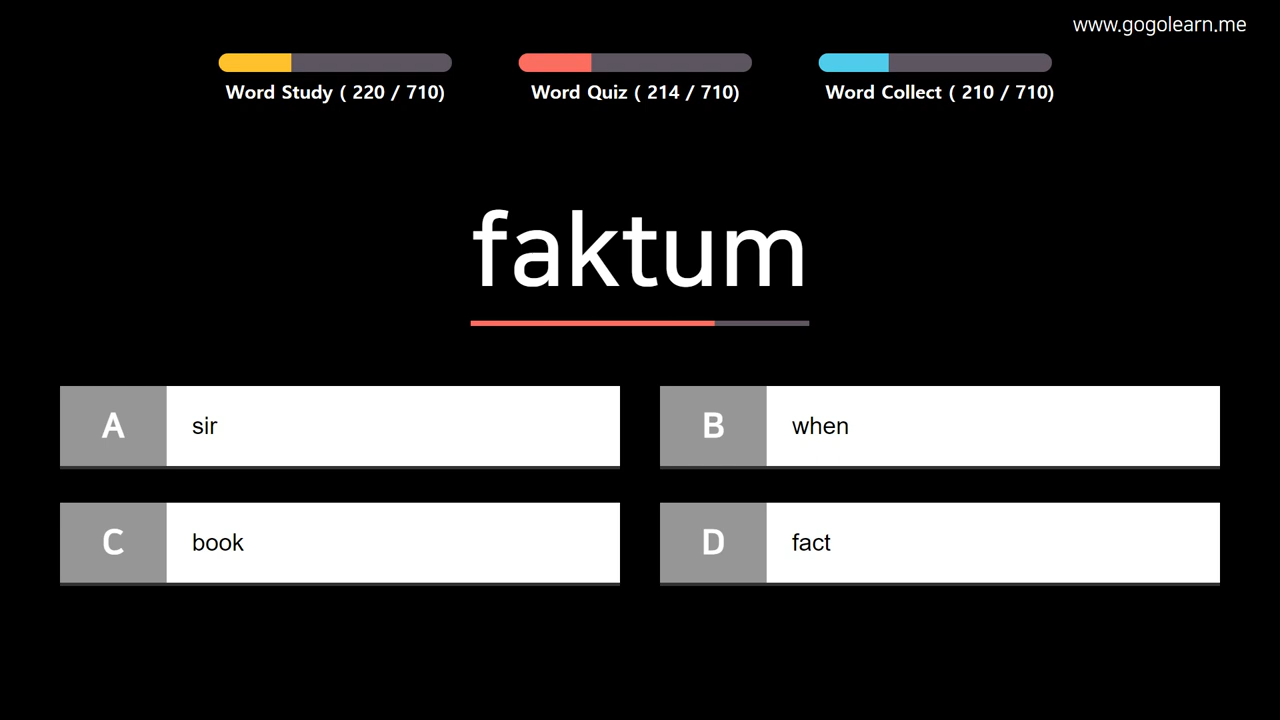 www.gogolearn.me
Word Study ( 220 / 710)
Word Quiz ( 214 / 710)
Word Collect ( 210 / 710)
faktum
A sir
B when
C book
D fact